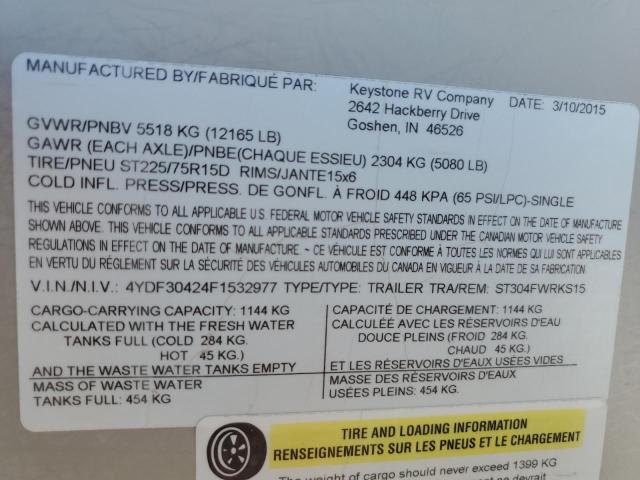 MANUFACTURED BY/FABRIQUÉ PAR: Keystone RV Company DATE: 3/10/2015
2642 Hackberry Drive
Goshen, IN 46526
GVWR/PNBV 5518 KG (12165 LB)
GAWR (EACH AXLE)/PNBE(CHAQUE ESSIEU) 2304 KG (5080 LB)
TIRE/PNEU ST225/75R15D RIMS/JANTE15x6
COLD INFL. PRESS/PRESS. DE GONFL. À FROID 448 KPA (65 PSI/LPC)-SINGLE
THIS VEHICLE CONFORMS TO ALL APPLICABLE U.S. FEDERAL MOTOR VEHICLE SAFETY STANDARDS IN EFFECT ON THE DATE OF MANUFACTURE
SHOWN ABOVE. THIS VEHICLE CONFORMS TO ALL APPLICABLE STANDARDS PRESCRIBED UNDER THE CANADIAN MOTOR VEHICLE SAFETY
REGULATIONS IN EFFECT ON THE DATE OF MANUFACTURE ~ CE VÉHICULE EST CONFORME À TOUTES LES NORMES QUI LUI SONT APPLICABLES
EN VERTU DU RÈGLEMENT SUR LA SÉCURITÉ DES VÉHICULES AUTOMOBILES DU CANADA EN VIGUEUR À LA DATE DE SA FABRICATION
V.I.N./N.I.V.: 4YDF30424F1532977 TYPE/TYPE: TRAILER TRA/REM: ST304FWRKS15
CARGO-CARRYING CAPACITY: 1144 KG
CALCULATED WITH THE FRESH WATER
TANKS FULL (COLD 284 KG.
HOT 45 KG.)
AND THE WASTE WATER TANKS EMPTY
MASS OF WASTE WATER
TANKS FULL: 454 KG
CAPACITÉ DE CHARGEMENT: 1144 KG
CALCULÉE AVEC LES RÉSERVOIRS D'EAU
DOUCE PLEINS (FROID 284 KG.
CHAUD 45 KG.)
ET LES RÉSERVOIRS D'EAUX USÉES VIDES
MASSE DES RÉSERVOIRS D'EAUX
USÉES PLEINS: 454 KG.
TIRE AND LOADING INFORMATION
RENSEIGNEMENTS SUR LES PNEUS ET LE CHARGEMENT
The weight of cargo should never exceed 1399 KG